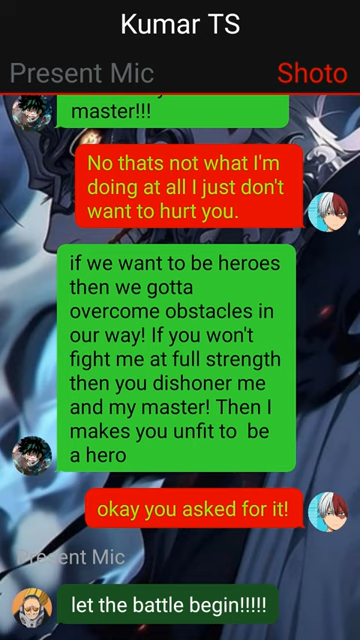 Kumar TS
Present Mic
Shoto
master!!!
No thats not what I'm
doing at all I just don't
want to hurt you.
if we want to be heroes
then we gotta
overcome obstacles in
our way! If you won't
fight me at full strength
then you dishoner me
and my master! Then I
makes you unfit to  be
a hero
okay you asked for it!
Present Mic
let the battle begin!!!!!